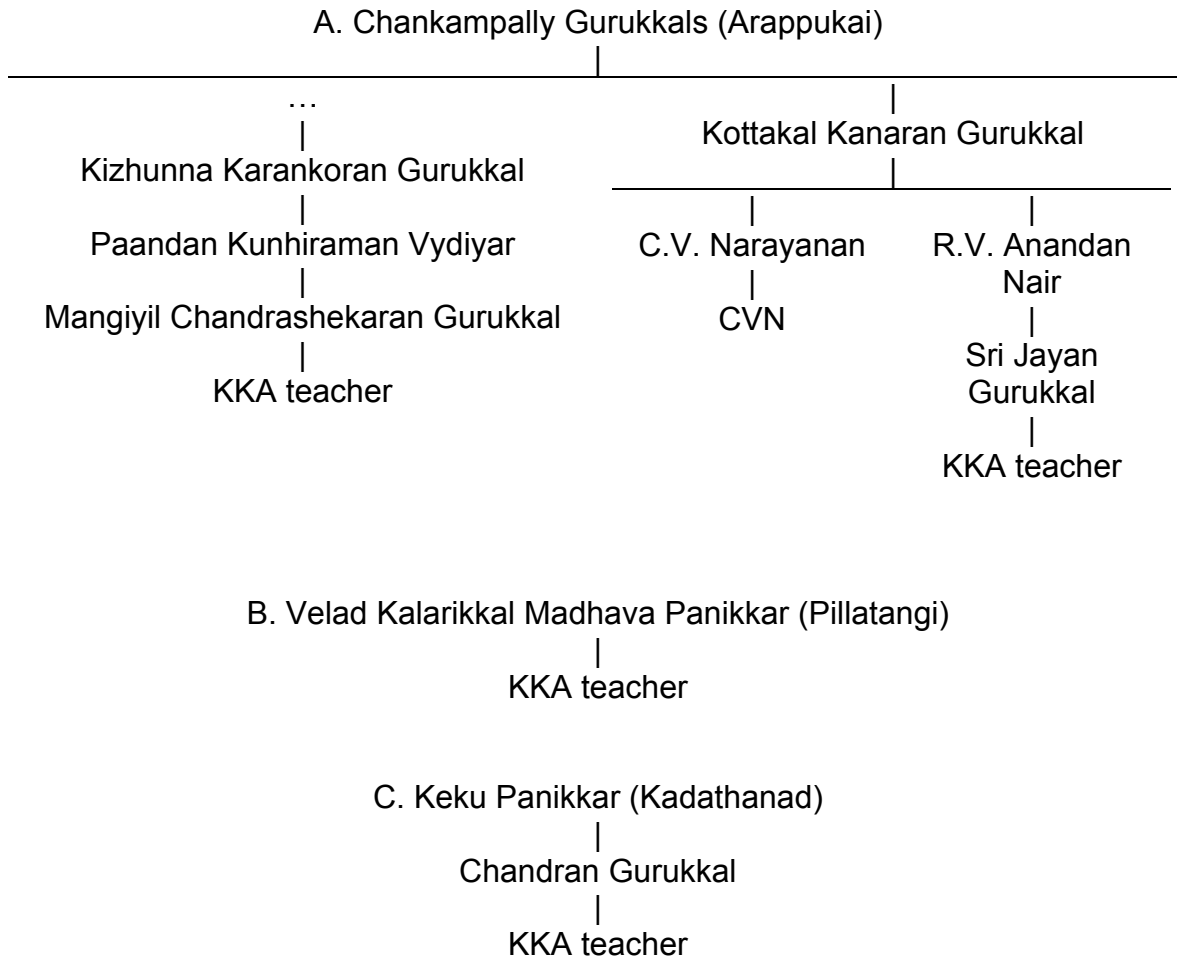 A. Chankampally Gurukkals (Arappukai)
…
Kizhunna Karankoran Gurukkal
Paandan Kunhiraman Vydiyar
Mangiyil Chandrashekaran Gurukkal
KKA teacher
Kottakal Kanaran Gurukkal
C.V. Narayanan
CVN
R.V. Anandan
Nair
Sri Jayan
Gurukkal
KKA teacher
B. Velad Kalarikkal Madhava Panikkar (Pillatangi)
KKA teacher
C. Keku Panikkar (Kadathanad)
Chandran Gurukkal
KKA teacher